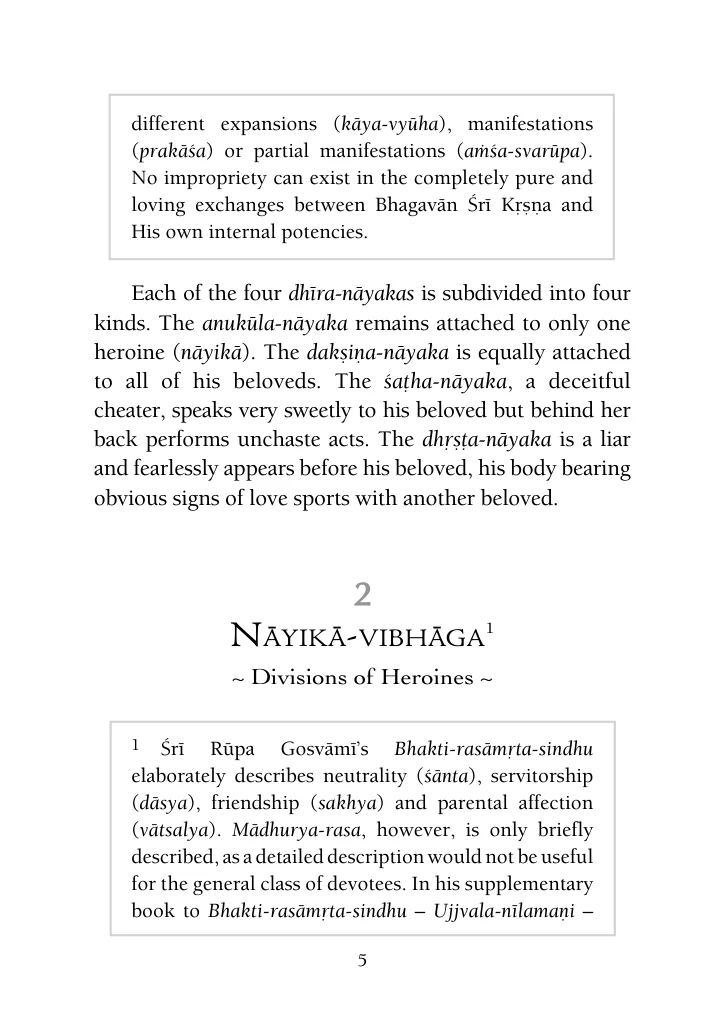 different expansions (kāya-vyūha), manifestations
(prakāśa) or partial manifestations (aṁśa-svarūpa).
No impropriety can exist in the completely pure and
loving exchanges between Bhagavān Śrī Kṛṣṇa and
His own internal potencies.
Each of the four dhīra-nāyakas is subdivided into four
kinds. The anukūla-nāyaka remains attached to only one
heroine (nāyikā). The dakṣiṇa-nāyaka is equally attached
to all of his beloveds. The śaṭha-nāyaka, a deceitful
cheater, speaks very sweetly to his beloved but behind her
back performs unchaste acts. The dhṛṣṭa-nāyaka is a liar
and fearlessly appears before his beloved, his body bearing
obvious signs of love sports with another beloved.
2
Nāyikā-vibhāga¹
~ Divisions of Heroines ~
¹ Śrī Rūpa Gosvāmī’s Bhakti-rasāmṛta-sindhu
elaborately describes neutrality (śānta), servitorship
(dāsya), friendship (sakhya) and parental affection
(vātsalya). Mādhurya-rasa, however, is only briefly
described, as a detailed description would not be useful
for the general class of devotees. In his supplementary
book to Bhakti-rasāmṛta-sindhu – Ujjvala-nīlamaṇi –
5